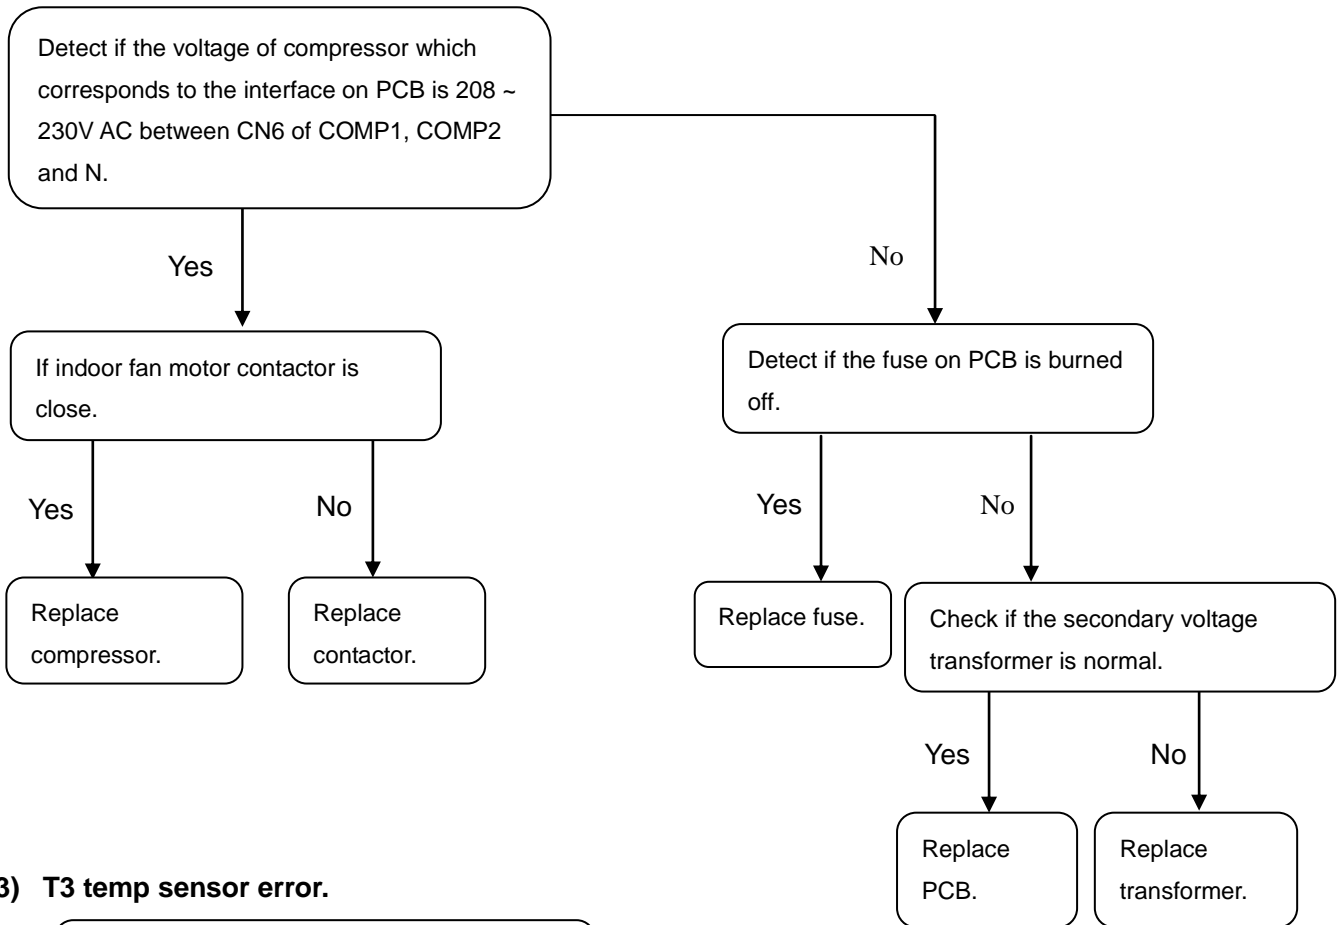 Detect if the voltage of compressor which
corresponds to the interface on PCB is 208 ~
230V AC between CN6 of COMP1, COMP2
and N.
Yes
No
If indoor fan motor contactor is
close.
Detect if the fuse on PCB is burned
off.
Yes
No
Yes
No
Replace
compressor.
Replace
contactor.
Replace fuse.
Check if the secondary voltage
transformer is normal.
Yes
No
Replace
PCB.
Replace
transformer.
3) T3 temp sensor error.